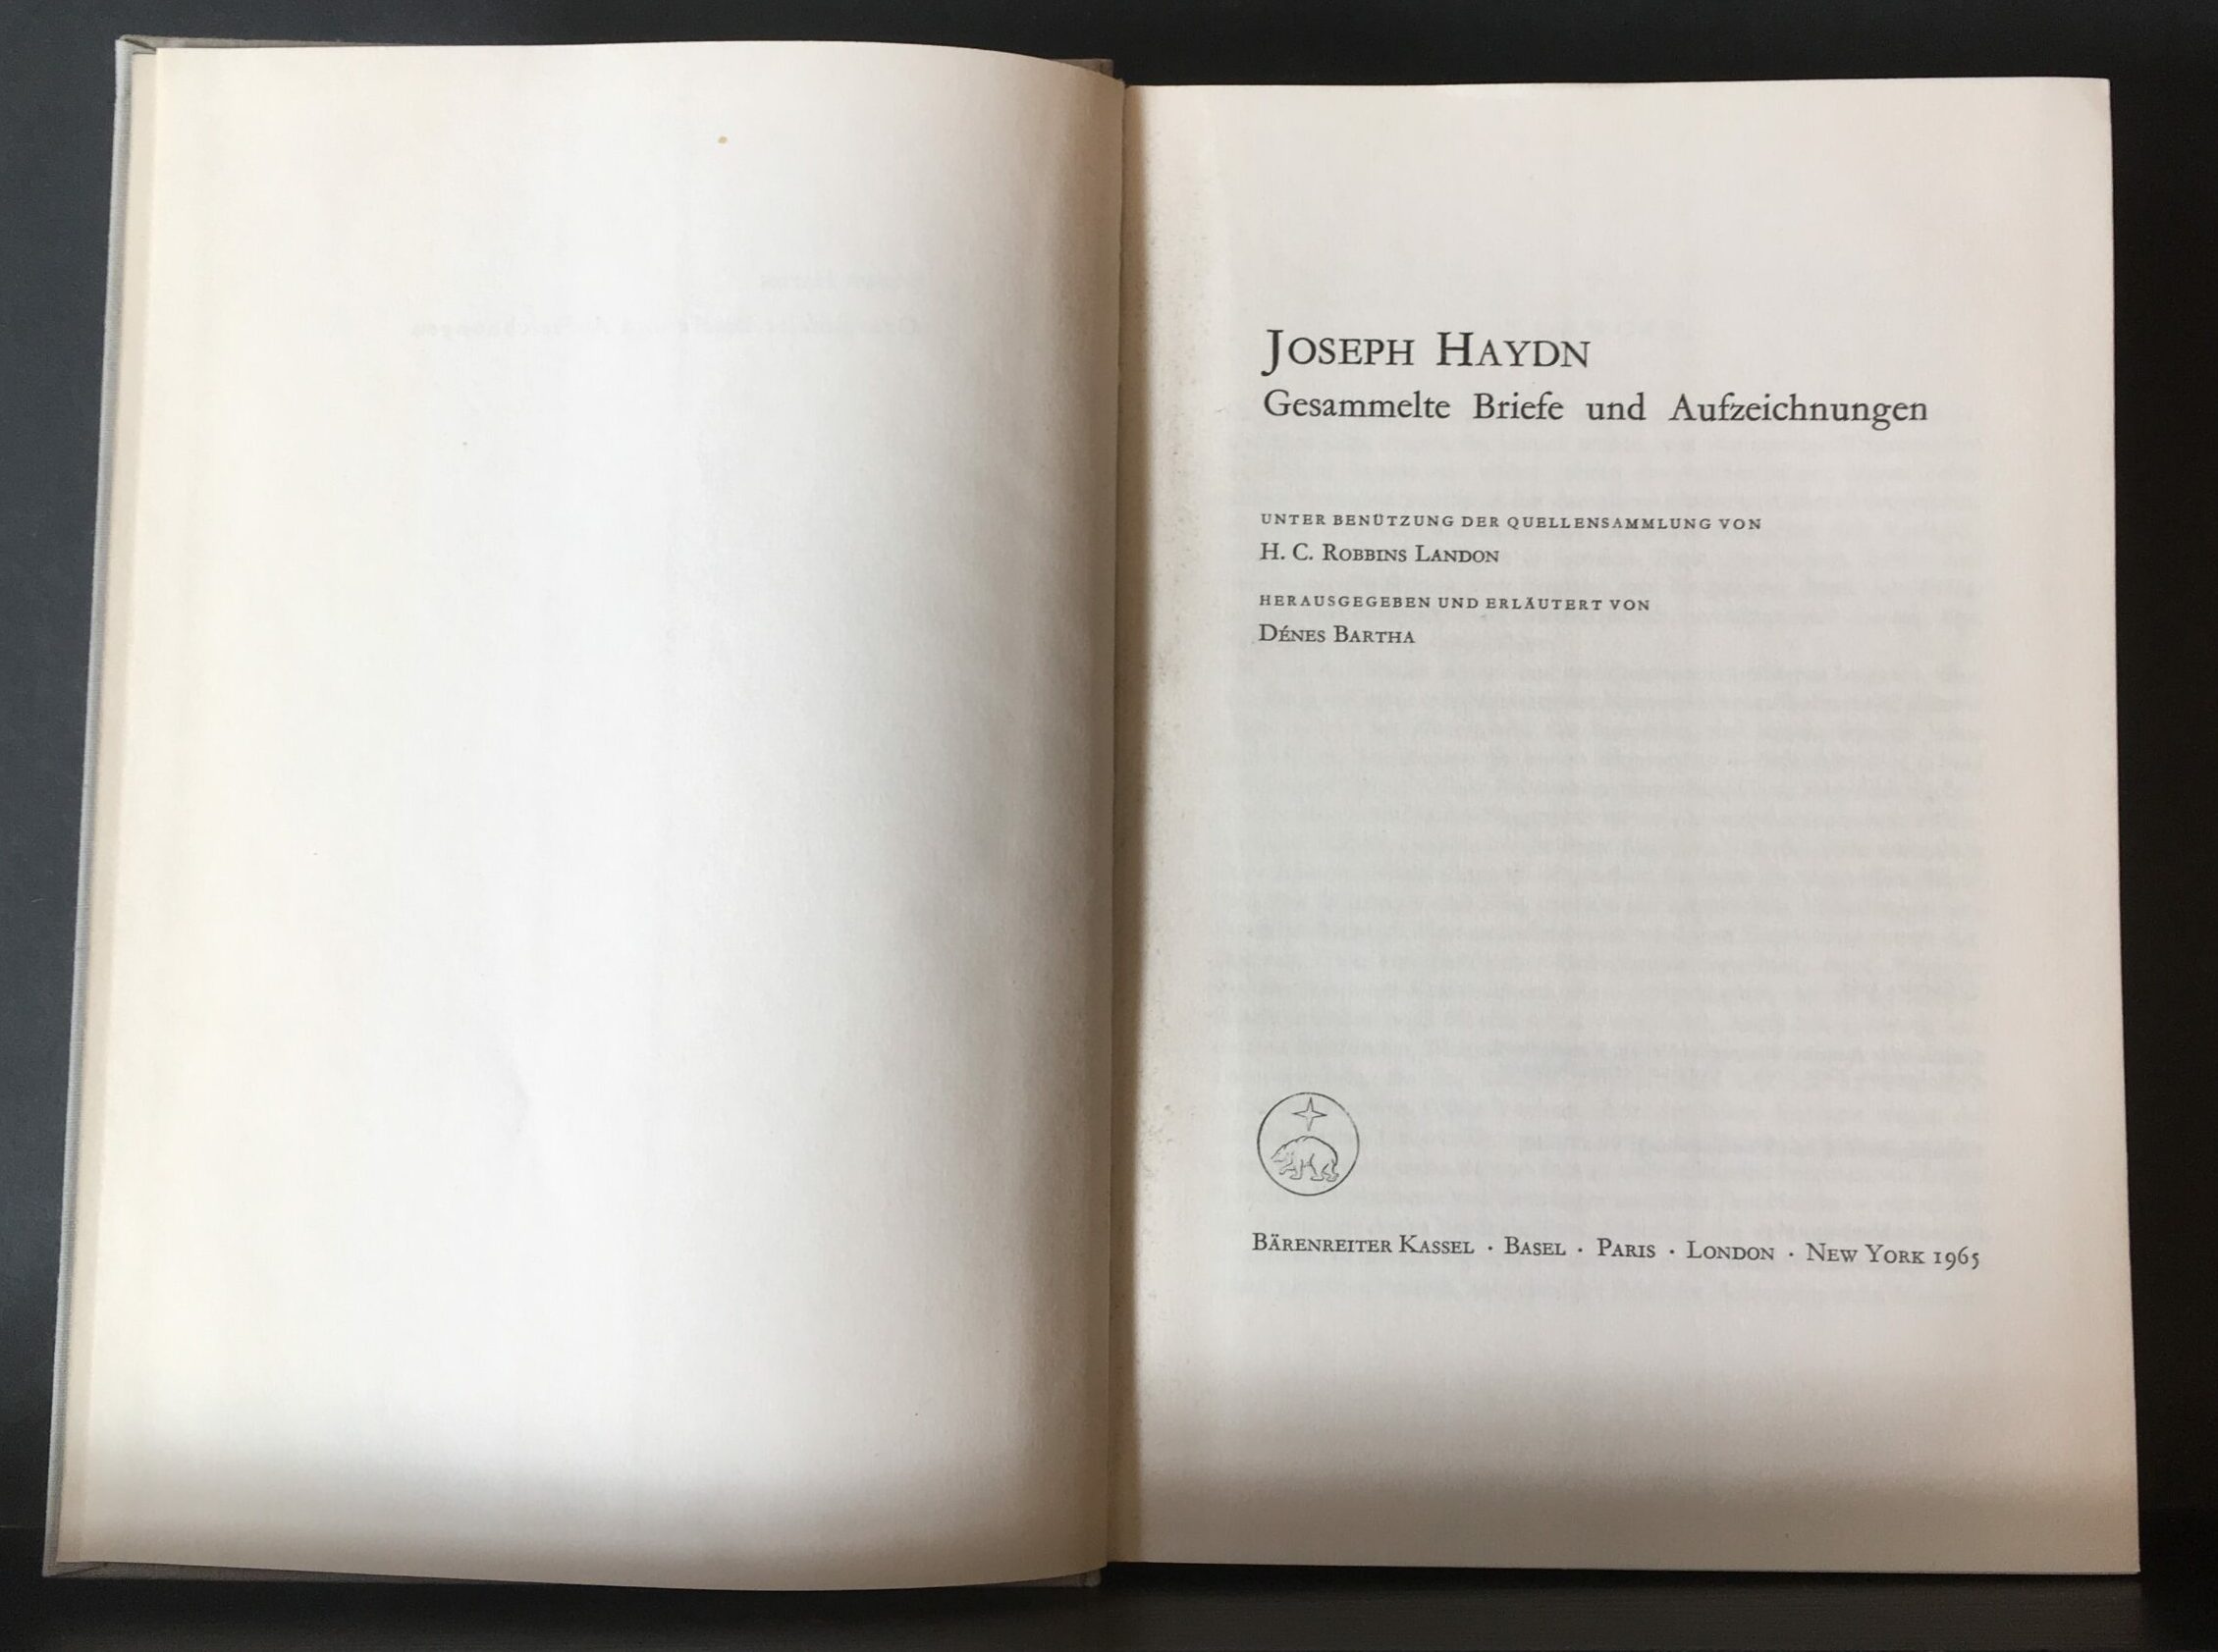 JOSEPH HAYDN
Gesammelte Briefe und Aufzeichnungen
UNTER BENÜTZUNG DER QUELLENSAMMLUNG VON
H. C. ROBBINS LANDON
HERAUSGEGEBEN UND ERLÄUTERT VON
DÉNES BARTHA
BÄRENREITER KASSEL · BASEL · PARIS · LONDON · NEW YORK 1965